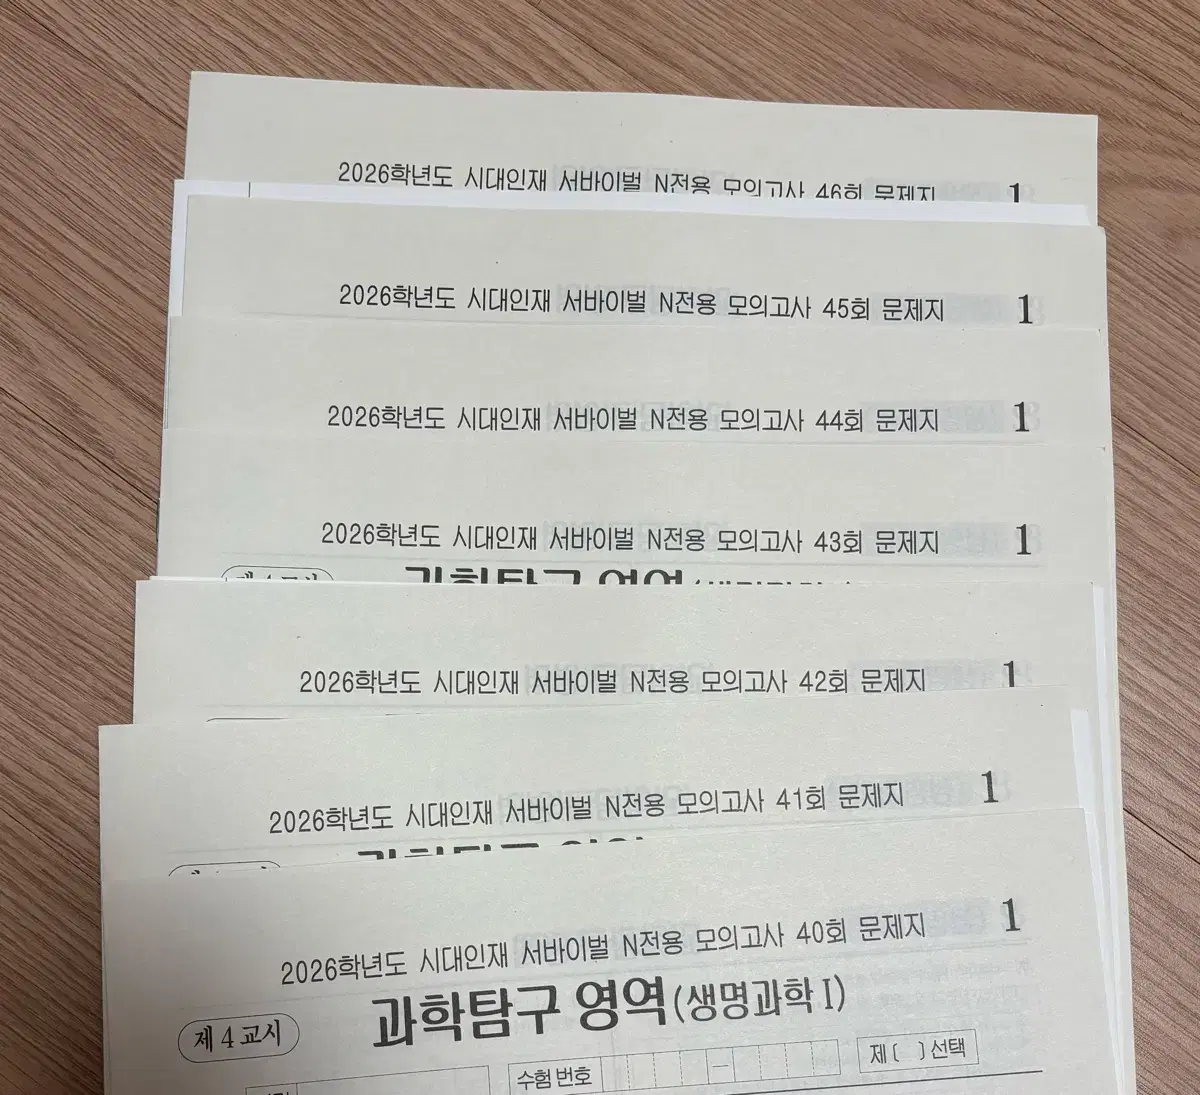 2026학년도 시대인재 서바이벌 N전용 모의고사 46회 문제지 1
2026학년도 시대인재 서바이벌 N전용 모의고사 45회 문제지 1
2026학년도 시대인재 서바이벌 N전용 모의고사 44회 문제지 1
2026학년도 시대인재 서바이벌 N전용 모의고사 43회 문제지 1
과학탐구 영역
2026학년도 시대인재 서바이벌 N전용 모의고사 42회 문제지 1
2026학년도 시대인재 서바이벌 N전용 모의고사 41회 문제지 1
2026학년도 시대인재 서바이벌 N전용 모의고사 40회 문제지 1
제 4 교시 과학탐구 영역(생명과학 I)
수험 번호 제 ( ) 선택